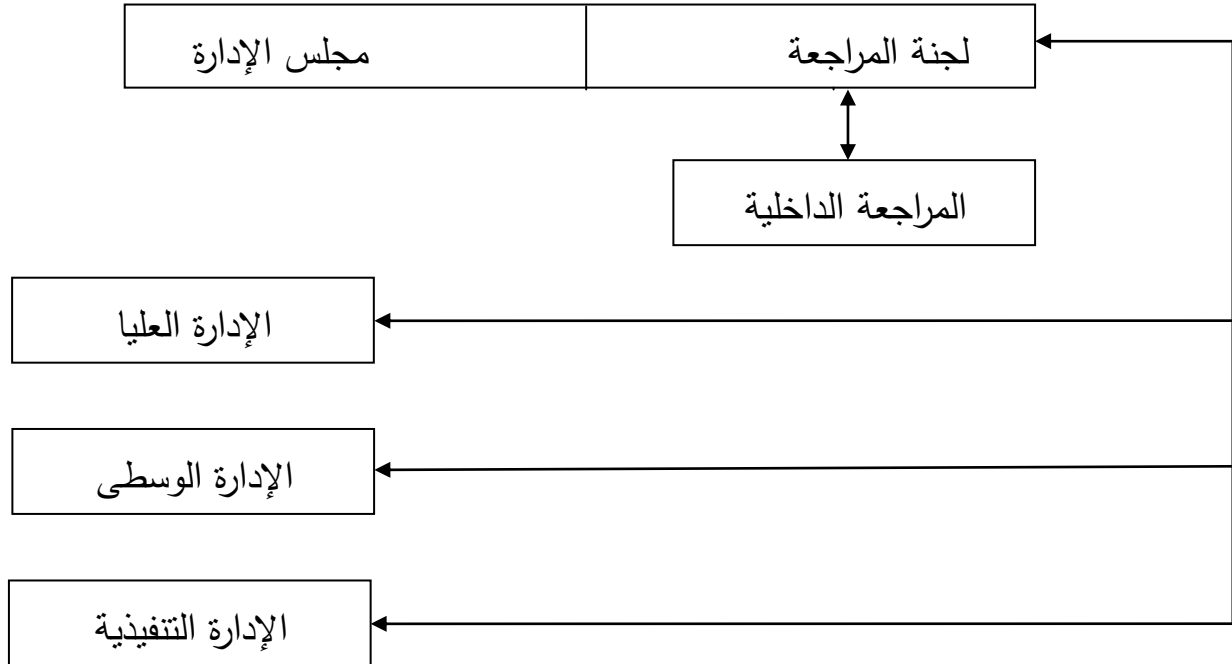 لجنة المراجعة
مجلس الإدارة
المراجعة الداخلية
الإدارة العليا
الإدارة الوسطى
الإدارة التنفيذية